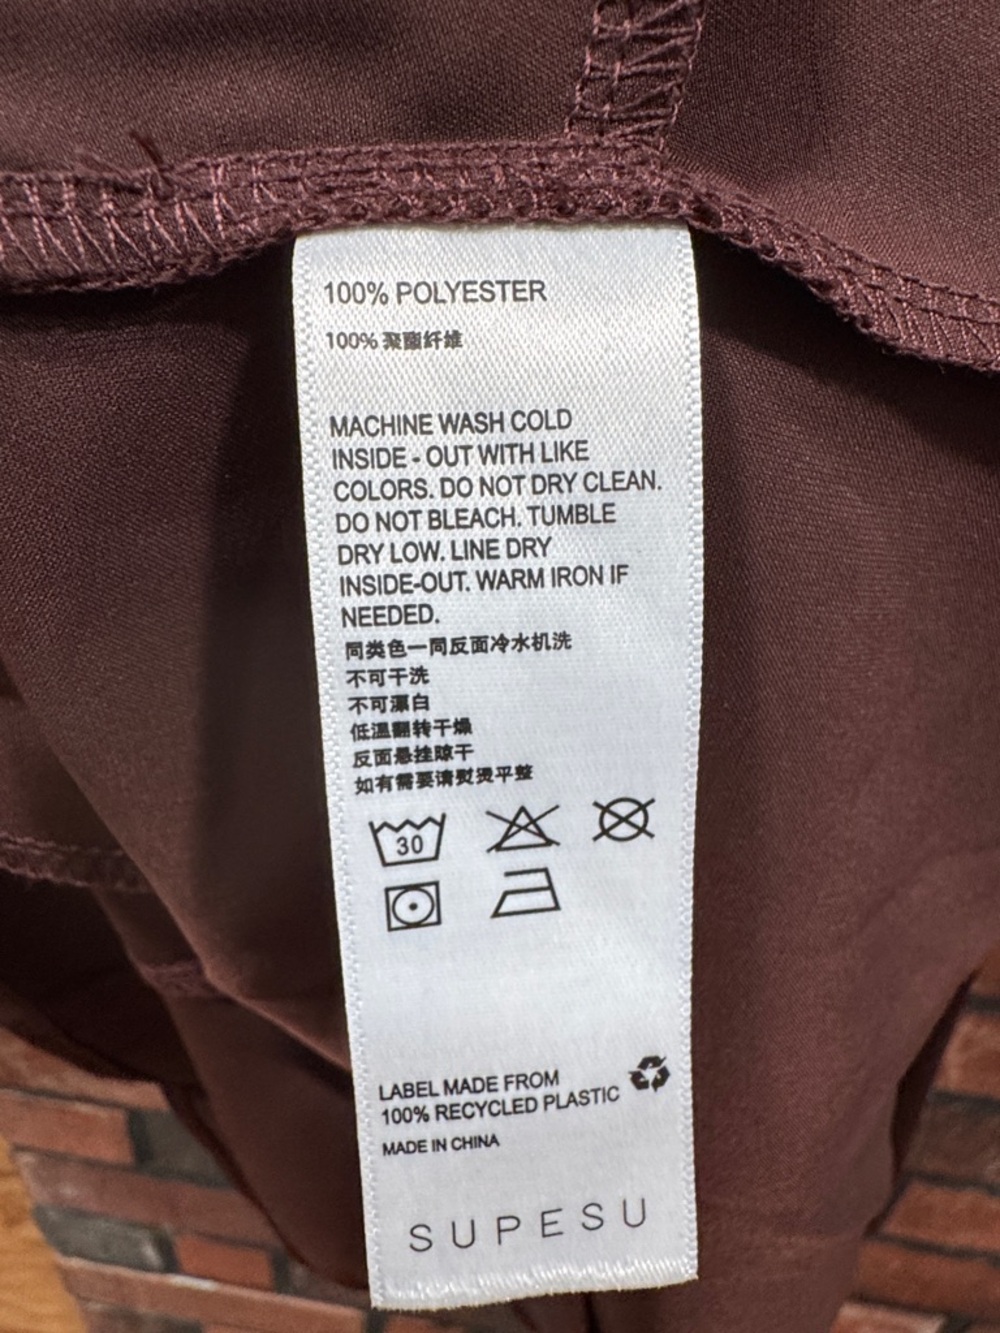 100% POLYESTER
100% 聚酯纤维
MACHINE WASH COLD
INSIDE - OUT WITH LIKE
COLORS. DO NOT DRY CLEAN.
DO NOT BLEACH. TUMBLE
DRY LOW. LINE DRY
INSIDE-OUT. WARM IRON IF
NEEDED.
同类色一同反面冷水机洗
不可干洗
不可漂白
低温翻转干燥
反面悬挂晾干
如有需要请熨烫平整
30
LABEL MADE FROM
100% RECYCLED PLASTIC
MADE IN CHINA
SUPESU